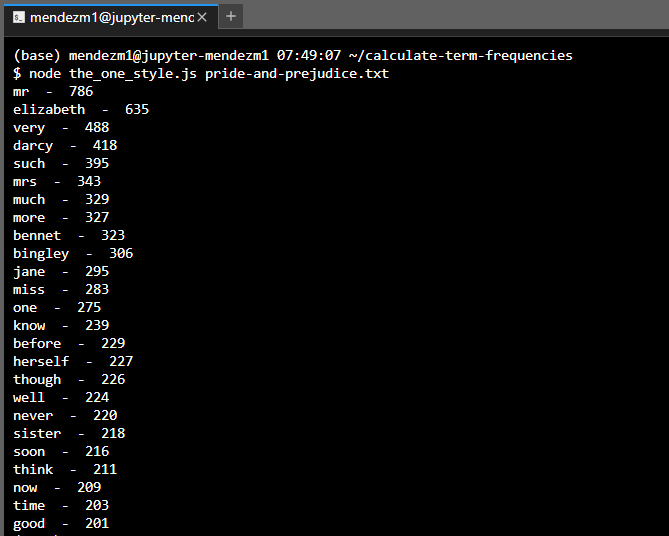 mendezm1@jupyter-menc
(base) mendezm1@jupyter-mendezm1 07:49:07 ~/calculate-term-frequencies
$ node the_one_style.js pride-and-prejudice.txt
mr  -  786
elizabeth  -  635
very  -  488
darcy  -  418
such  -  395
mrs  -  343
much  -  329
more  -  327
bennet  -  323
bingley  -  306
jane  -  295
miss  -  283
one  -  275
know  -  239
before  -  229
herself  -  227
though  -  226
well  -  224
never  -  220
sister  -  218
soon  -  216
think  -  211
now  -  209
time  -  203
good  -  201